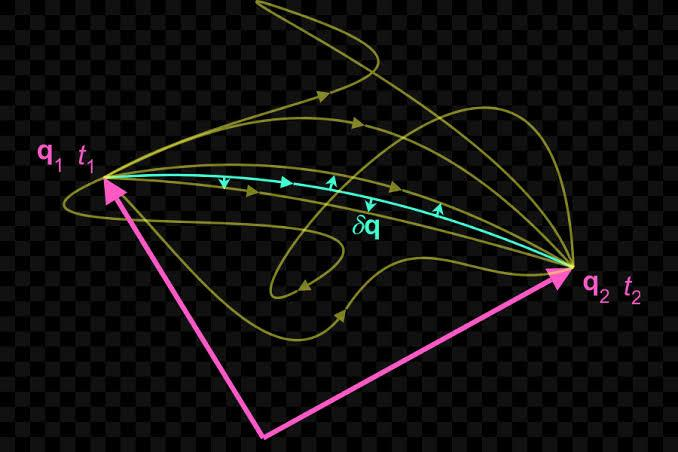 q₁ t₁
δq
q₂ t₂